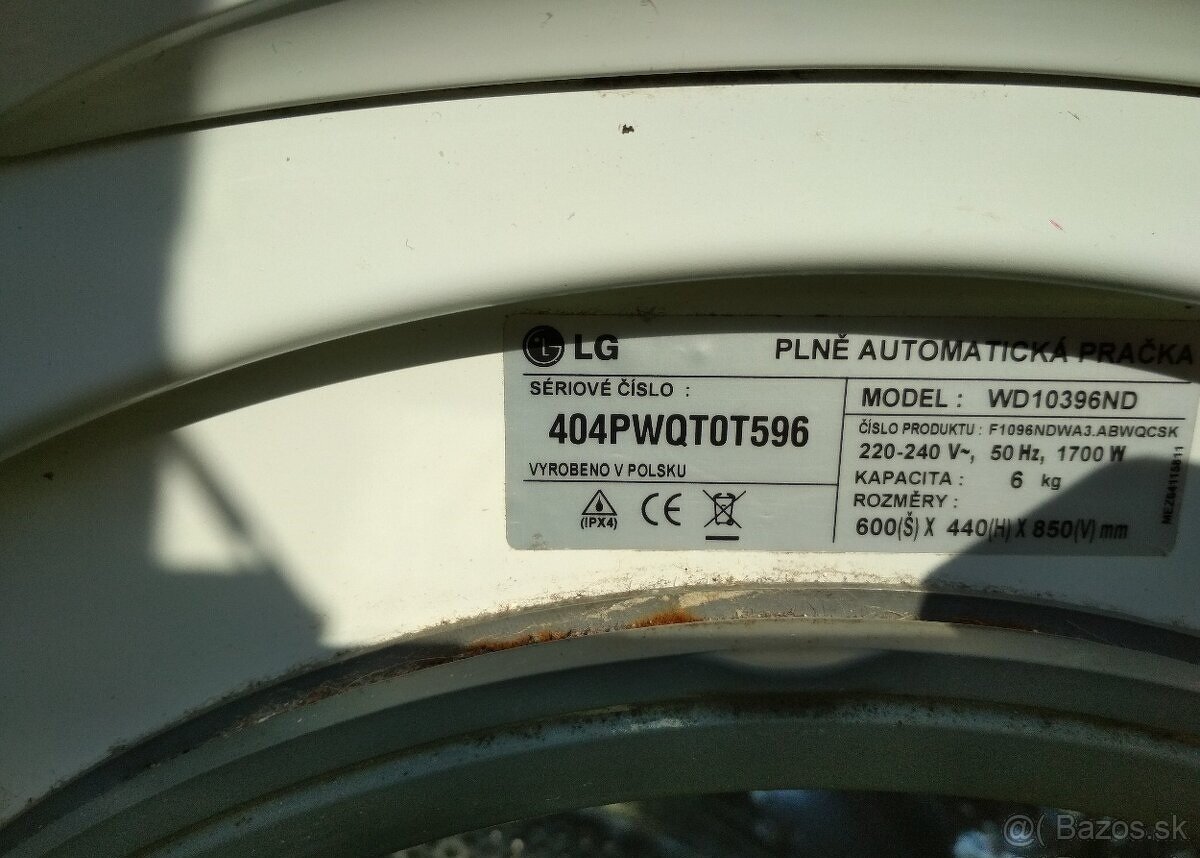 LG
PLNĚ AUTOMATICKÁ PRAČKA
SÉRIOVÉ ČÍSLO :
404PWQT0T596
VYROBENO V POLSKU
(IPX4)
CE
MODEL : WD10396ND
ČÍSLO PRODUKTU : F1096NDWA3.ABWQCSK
220-240 V~, 50 Hz, 1700 W
KAPACITA : 6 kg
ROZMĚRY :
600(Š) X 440(H) X 850(V) mm
@( Bazos.sk